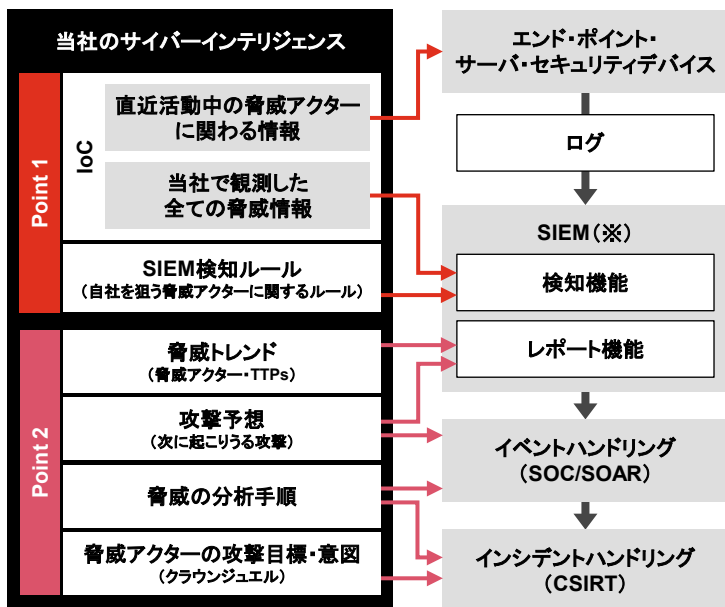 当社のサイバーインテリジェンス
Point 1
IoC
直近活動中の脅威アクター
に関わる情報
当社で観測した
全ての脅威情報
SIEM検知ルール
（自社を狙う脅威アクターに関するルール）
Point 2
脅威トレンド
（脅威アクター・TTPs）
攻撃予想
（次に起こりうる攻撃）
脅威の分析手順
脅威アクターの攻撃目標・意図
（クラウンジュエル）
エンド・ポイント・
サーバ・セキュリティデバイス
ログ
SIEM（※）
検知機能
レポート機能
イベントハンドリング
（SOC/SOAR）
インシデントハンドリング
（CSIRT）